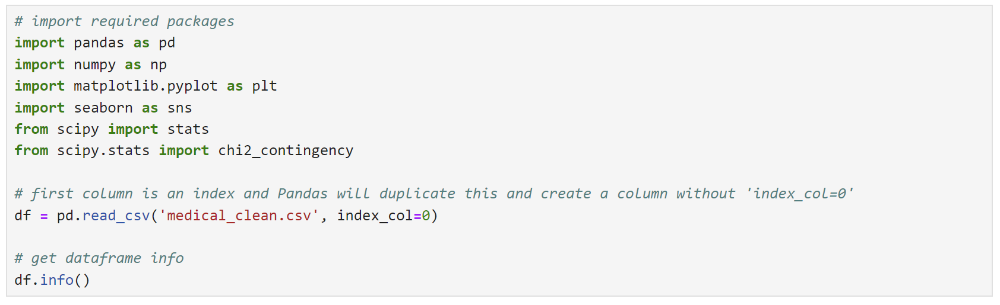 # import required packages
import pandas as pd
import numpy as np
import matplotlib.pyplot as plt
import seaborn as sns
from scipy import stats
from scipy.stats import chi2_contingency
# first column is an index and Pandas will duplicate this and create a column without 'index_col=0'
df = pd.read_csv('medical_clean.csv', index_col=0)
# get dataframe info
df.info()